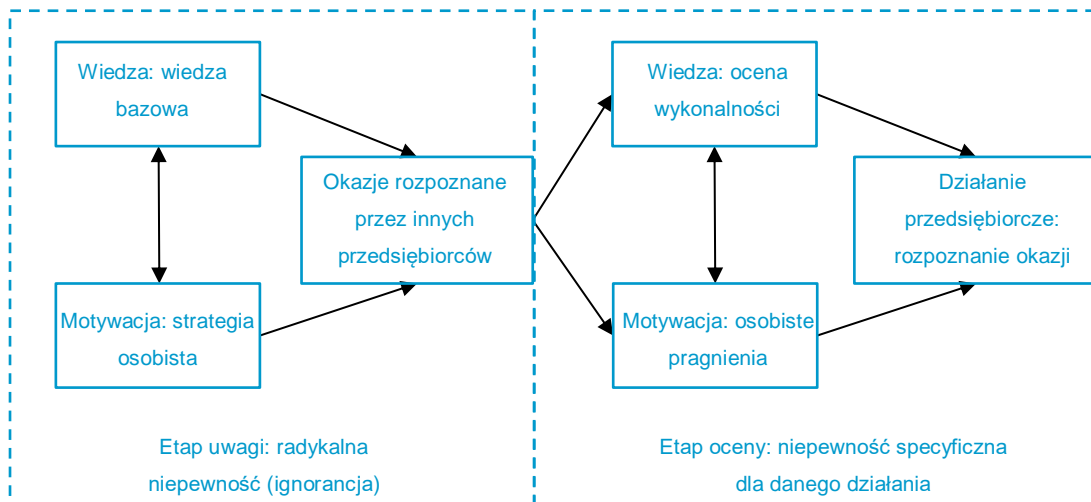 Wiedza: wiedza
bazowa
Motywacja: strategia
osobista
Okazje rozpoznane
przez innych
przedsiębiorców
Etap uwagi: radykalna
niepewność (ignorancja)
Wiedza: ocena
wykonalności
Motywacja: osobiste
pragnienia
Działanie
przedsiębiorcze:
rozpoznanie okazji
Etap oceny: niepewność specyficzna
dla danego działania